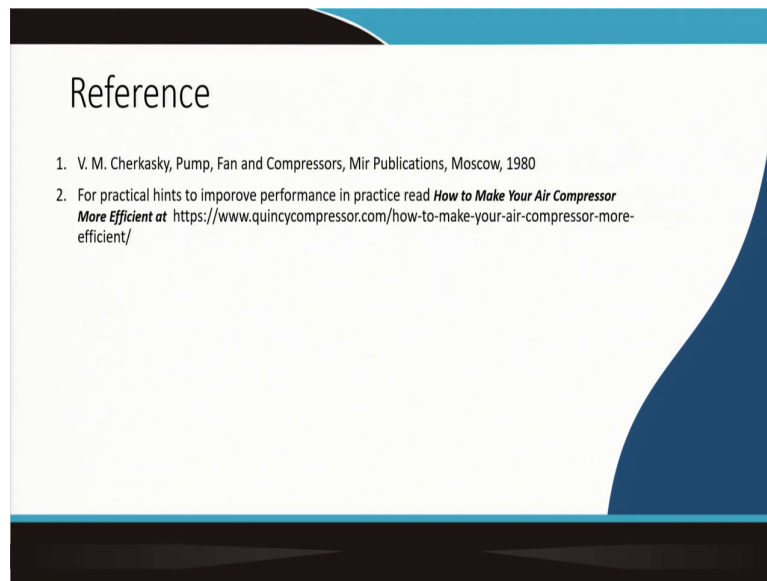 Reference
1. V. M. Cherkasky, Pump, Fan and Compressors, Mir Publications, Moscow, 1980
2. For practical hints to imporove performance in practice read How to Make Your Air Compressor
More Efficient at https://www.quincycompressor.com/how-to-make-your-air-compressor-more-
efficient/